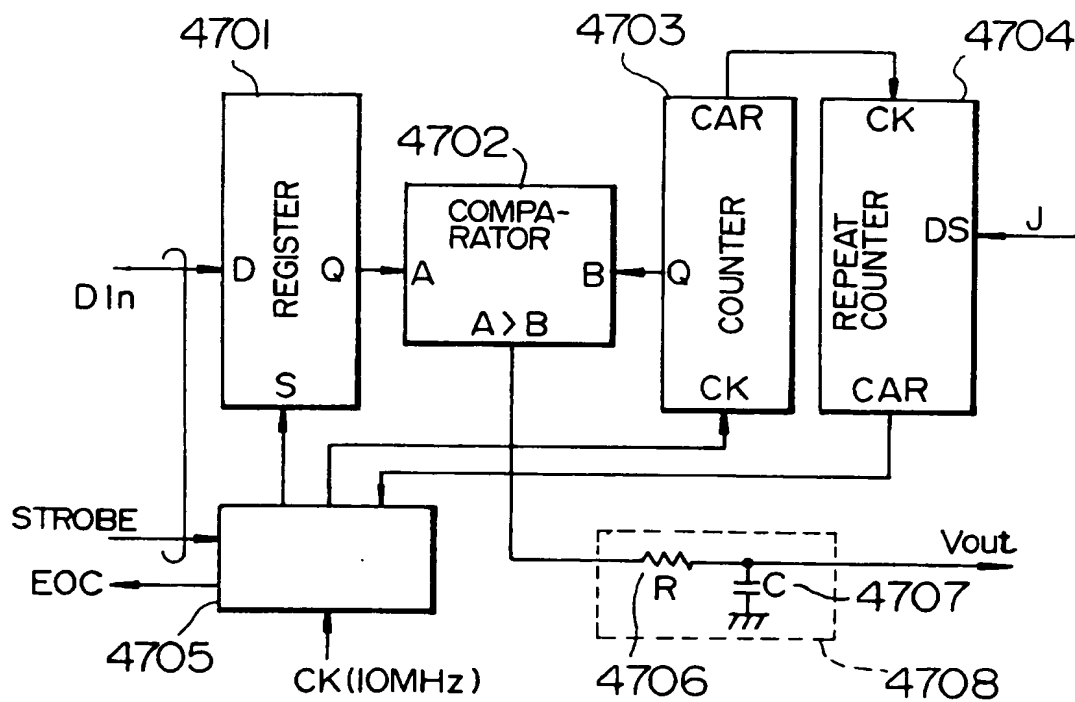 4701
4703
4704
4702
CAR
CK
REGISTER
COMPA-
RATOR
COUNTER
REPEAT
COUNTER
DS
J
D In
D
Q
A
B
Q
A > B
S
CK
CAR
STROBE
EOC
4705
CK(10MHz)
R
C
Vout
4706
4707
4708